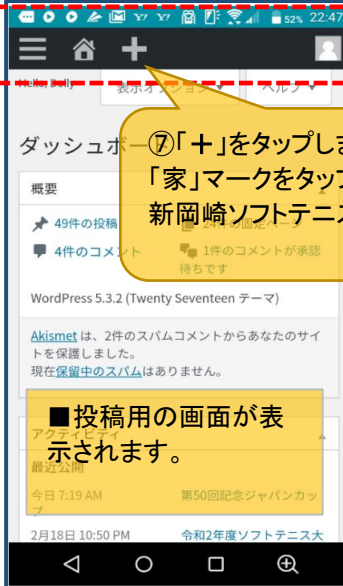 52% 22:47
Hello, Dolly
表示オプション ▼ ヘルプ ▼
ダッシュボード
⑦「＋」をタップしま
「家」マークをタップ
新岡崎ソフトテニス
概要
49件の投稿
24件の固定ページ
4件のコメント
1件のコメントが承認
待ちです
WordPress 5.3.2 (Twenty Seventeen テーマ)
Akismet は、2件のスパムコメントからあなたのサイ
トを保護しました。
現在保留中のスパムはありません。
■投稿用の画面が表
示されます。
アクティビティ
最近公開
今日 7:19 AM 第50回記念ジャパンカッ
プ
2月18日 10:50 PM 令和2年度ソフトテニス大